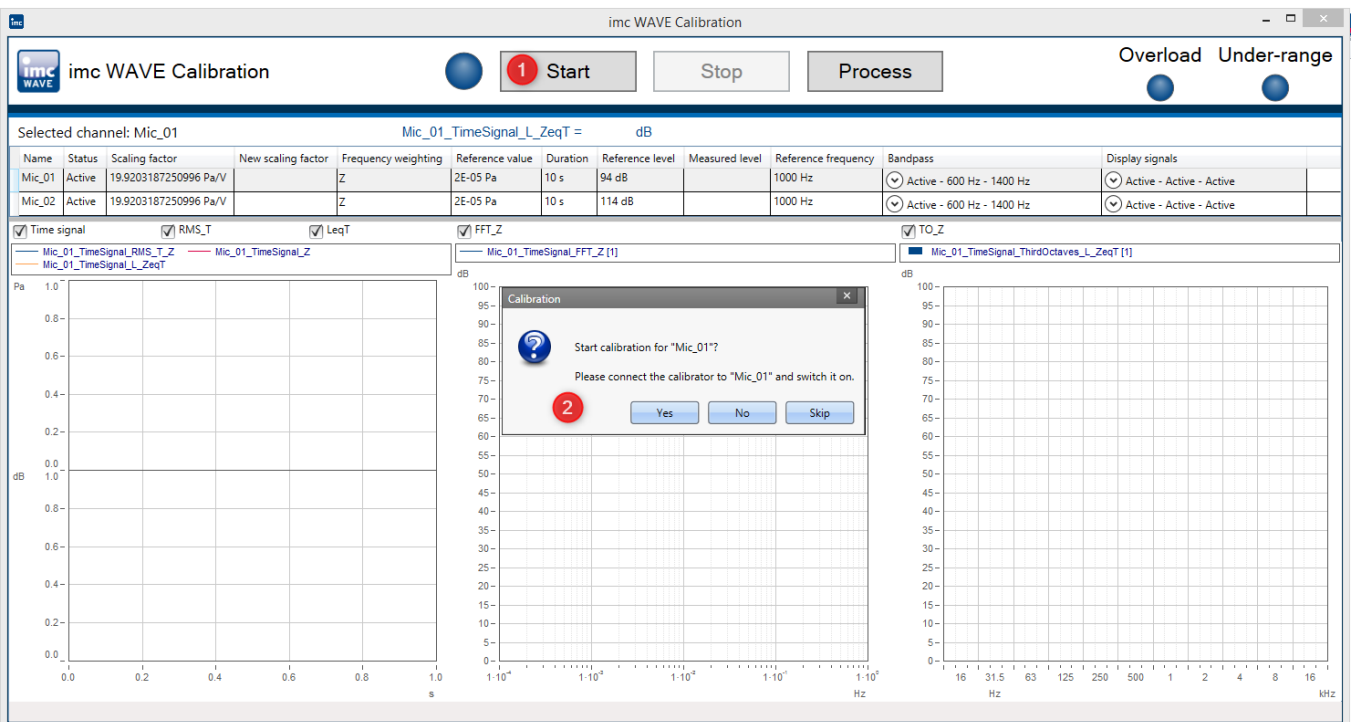 imc WAVE Calibration
imc WAVE
imc WAVE Calibration
1 Start
Stop
Process
Overload Under-range
Selected channel: Mic_01 Mic_01_TimeSignal_L_ZeqT = dB
Name Status Scaling factor New scaling factor Frequency weighting Reference value Duration Reference level Measured level Reference frequency Bandpass Display signals
Mic_01 Active 19.9203187250996 Pa/V Z 2E-05 Pa 10 s 94 dB 1000 Hz Active - 600 Hz - 1400 Hz Active - Active - Active
Mic_02 Active 19.9203187250996 Pa/V Z 2E-05 Pa 10 s 114 dB 1000 Hz Active - 600 Hz - 1400 Hz Active - Active - Active
Time signal RMS_T LeqT FFT_Z TO_Z
Mic_01_TimeSignal_RMS_T_Z Mic_01_TimeSignal_Z
Mic_01_TimeSignal_L_ZeqT
Pa
1.0
0.8
0.6
0.4
0.2
0.0
dB
1.0
0.8
0.6
0.4
0.2
0.0
0.0 0.2 0.4 0.6 0.8 1.0
s
Mic_01_TimeSignal_FFT_Z [1]
dB
100
95
90
85
80
75
70
65
60
55
50
45
40
35
30
25
20
15
10
5
0
Calibration
Start calibration for "Mic_01"?
Please connect the calibrator to "Mic_01" and switch it on.
2 Yes No Skip
Hz
Mic_01_TimeSignal_ThirdOctaves_L_ZeqT [1]
dB
100
95
90
85
80
75
70
65
60
55
50
45
40
35
30
25
20
15
10
5
0
16 31.5 63 125 250 500 1 2 4 8 16
Hz kHz